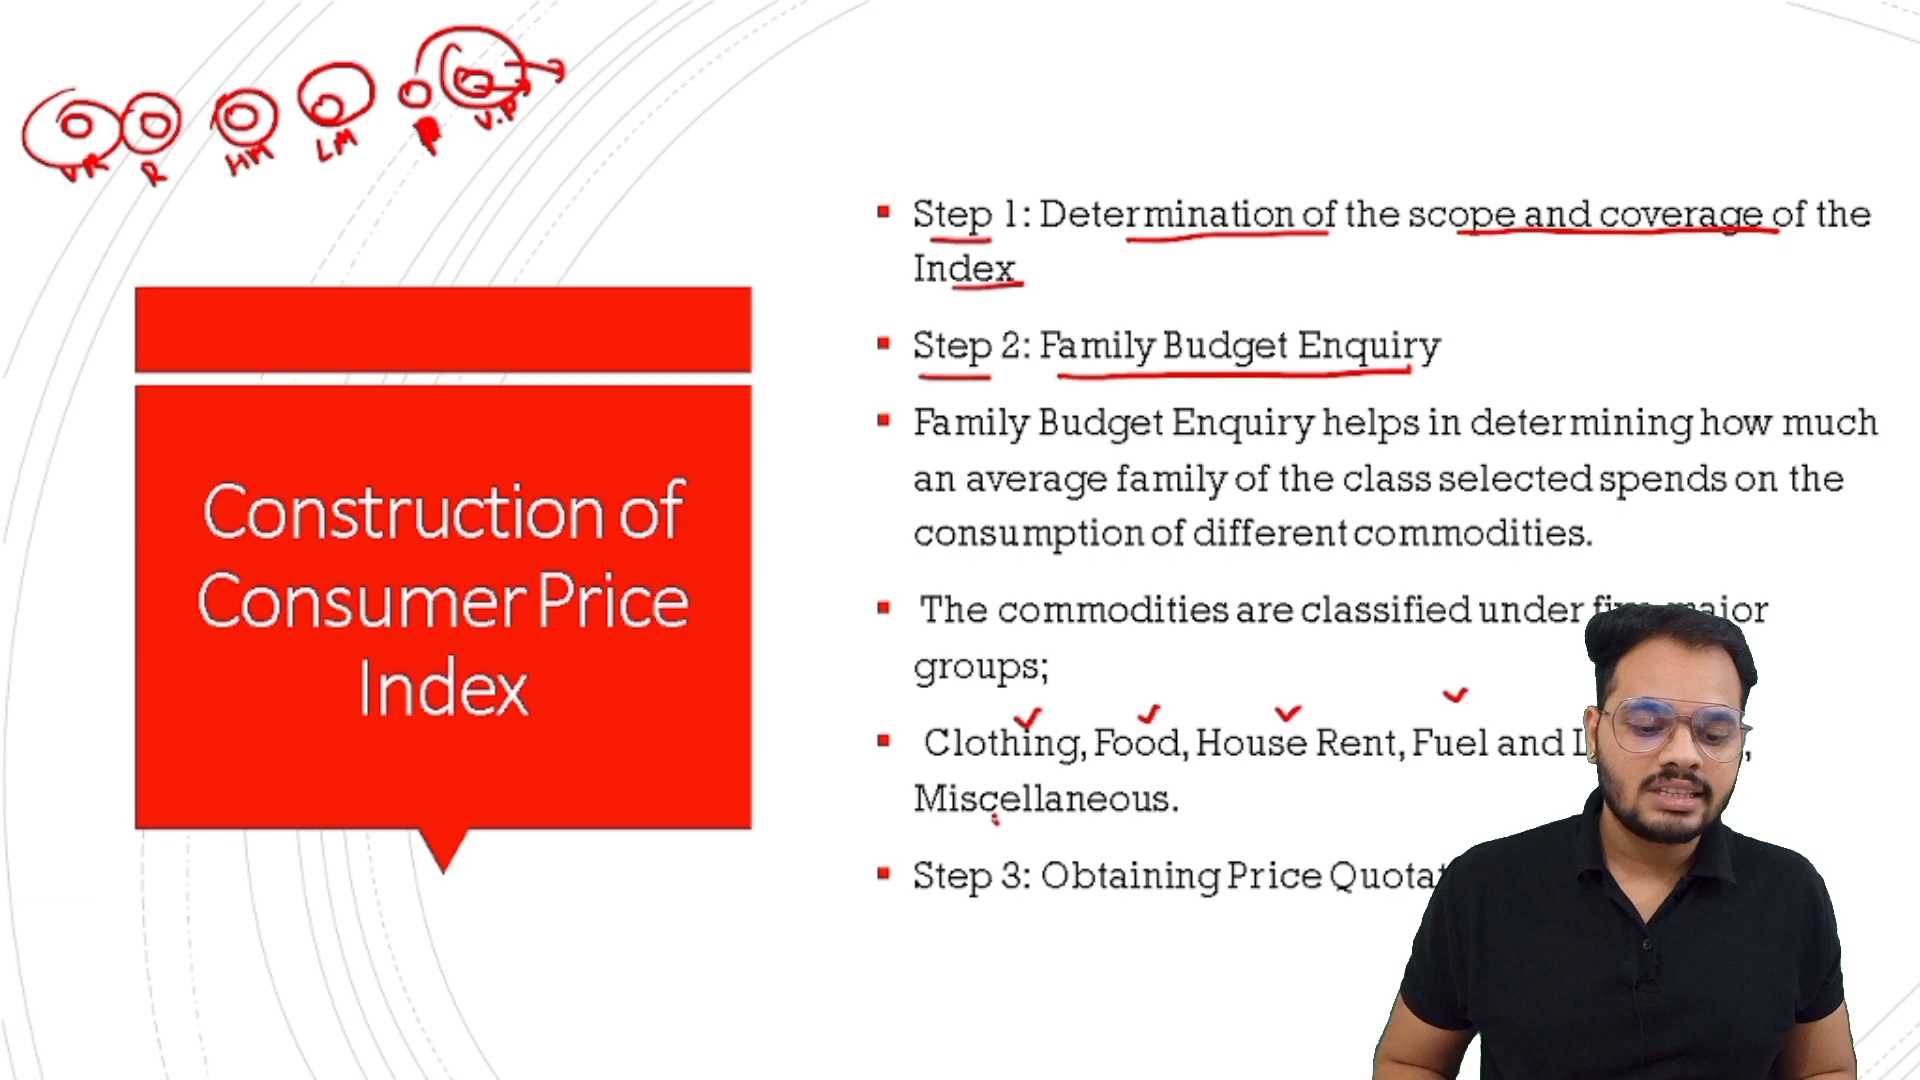 VR
R
HM
LM
P
V.P
Construction of
Consumer Price
Index
Step 1: Determination of the scope and coverage of the
Index
Step 2: Family Budget Enquiry
Family Budget Enquiry helps in determining how much
an average family of the class selected spends on the
consumption of different commodities.
The commodities are classified under
groups;
Clothing, Food, House Rent, Fuel and
Miscellaneous.
Step 3: Obtaining Price